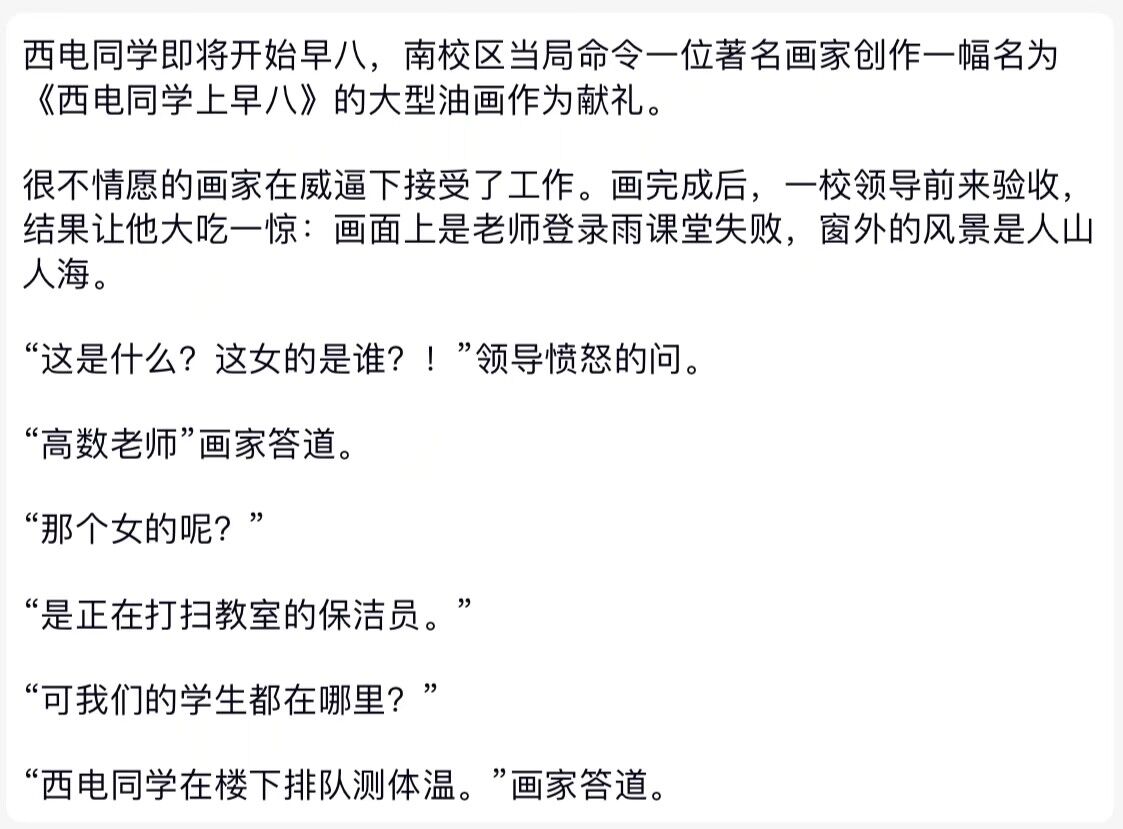 西电同学即将开始早八，南校区当局命令一位著名画家创作一幅名为
《西电同学上早八》的大型油画作为献礼。
很不情愿的画家在威逼下接受了工作。画完成后，一校领导前来验收，
结果让他大吃一惊：画面上是老师登录雨课堂失败，窗外的风景是人山
人海。
“这是什么？这女的是谁？！”领导愤怒的问。
“高数老师”画家答道。
“那个女的呢？”
“是正在打扫教室的保洁员。”
“可我们的学生都在哪里？”
“西电同学在楼下排队测体温。”画家答道。